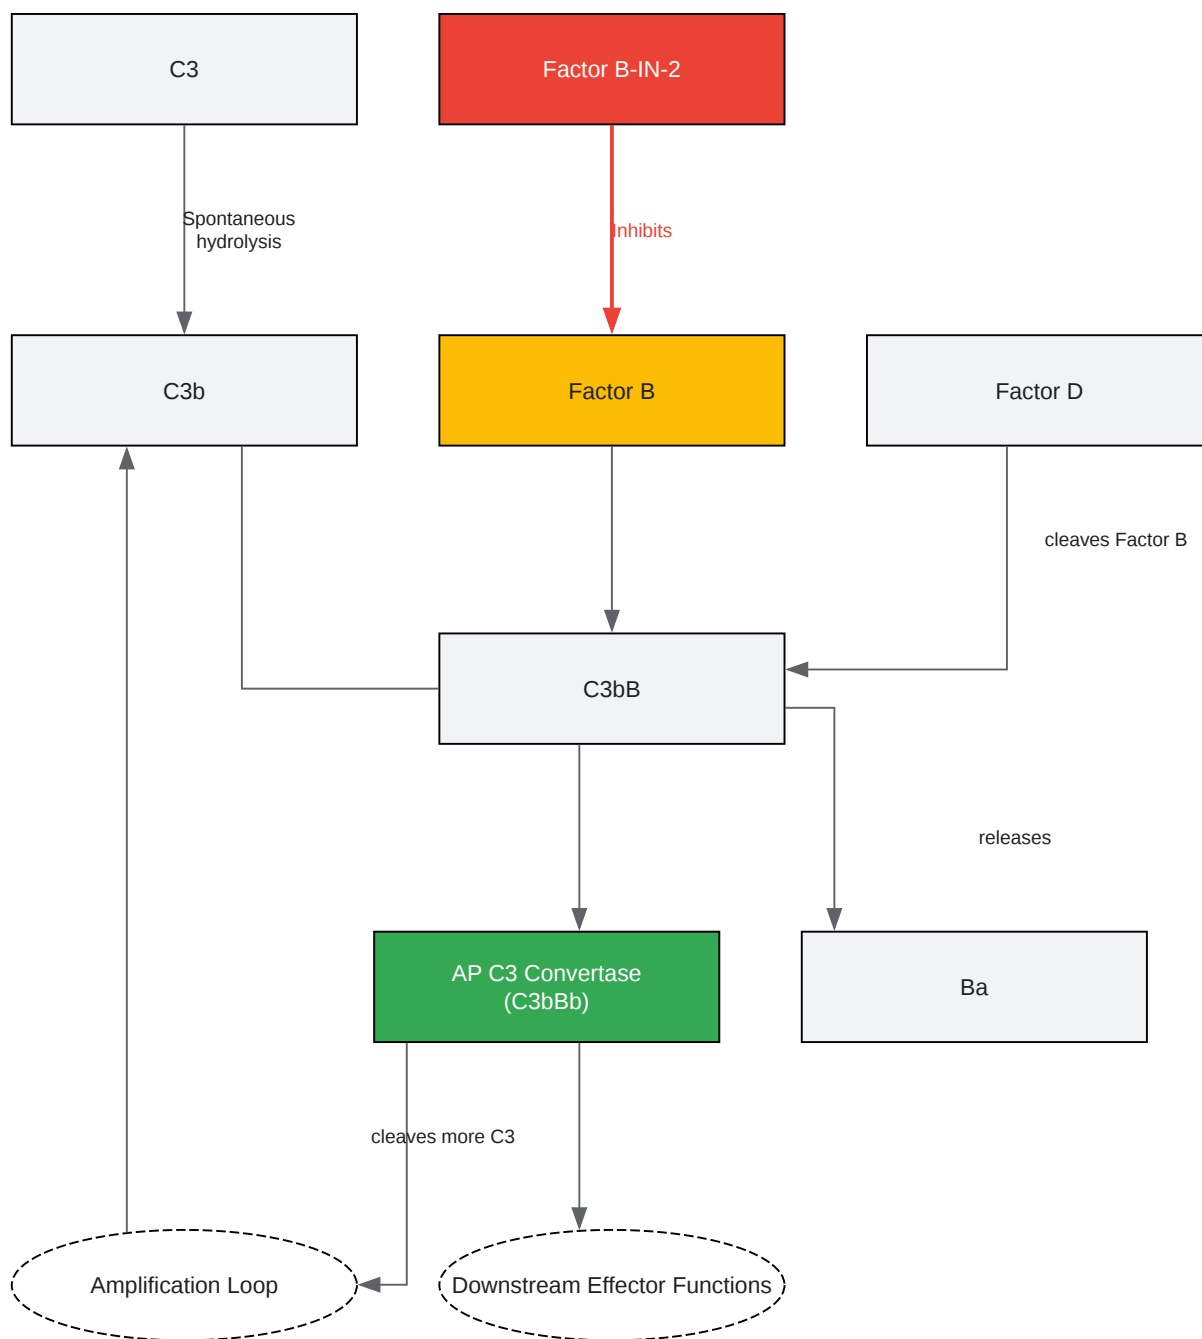 C3
Factor B-IN-2
Spontaneous
hydrolysis
Inhibits
C3b
Factor B
Factor D
cleaves Factor B
C3bB
releases
AP C3 Convertase
(C3bBb)
Ba
cleaves more C3
Amplification Loop
Downstream Effector Functions